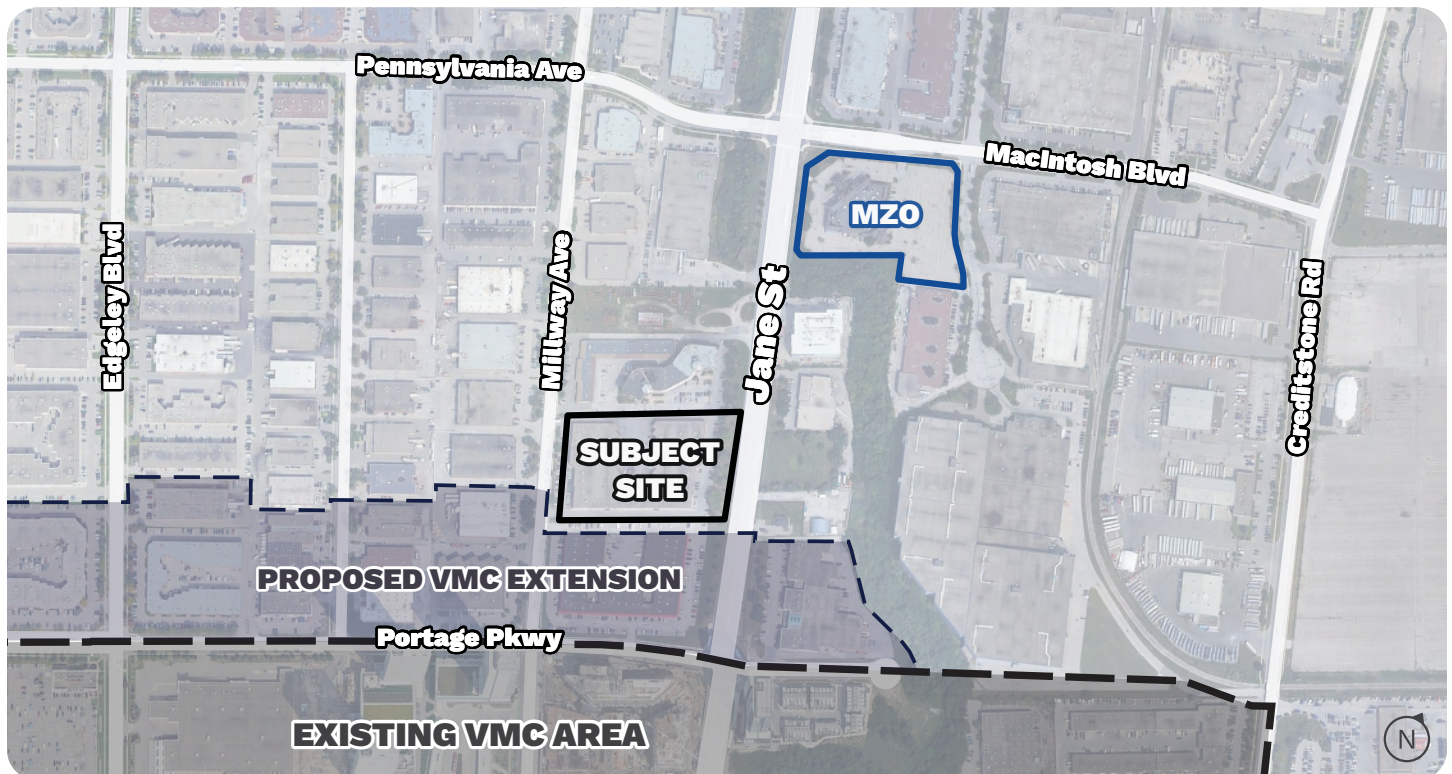 Pennsylvania Ave
MacIntosh Blvd
MZO
Edgeley Blvd
Millway Ave
Jane St
Creditstone Rd
SUBJECT
SITE
PROPOSED VMC EXTENSION
Portage Pkwy
EXISTING VMC AREA
N